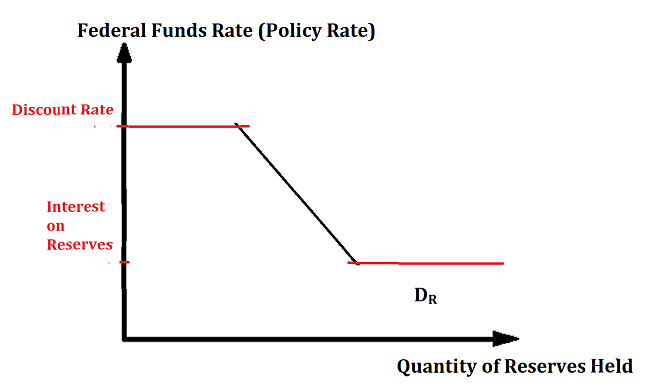 Federal Funds Rate (Policy Rate)
Discount Rate
Interest
on
Reserves
DR
Quantity of Reserves Held